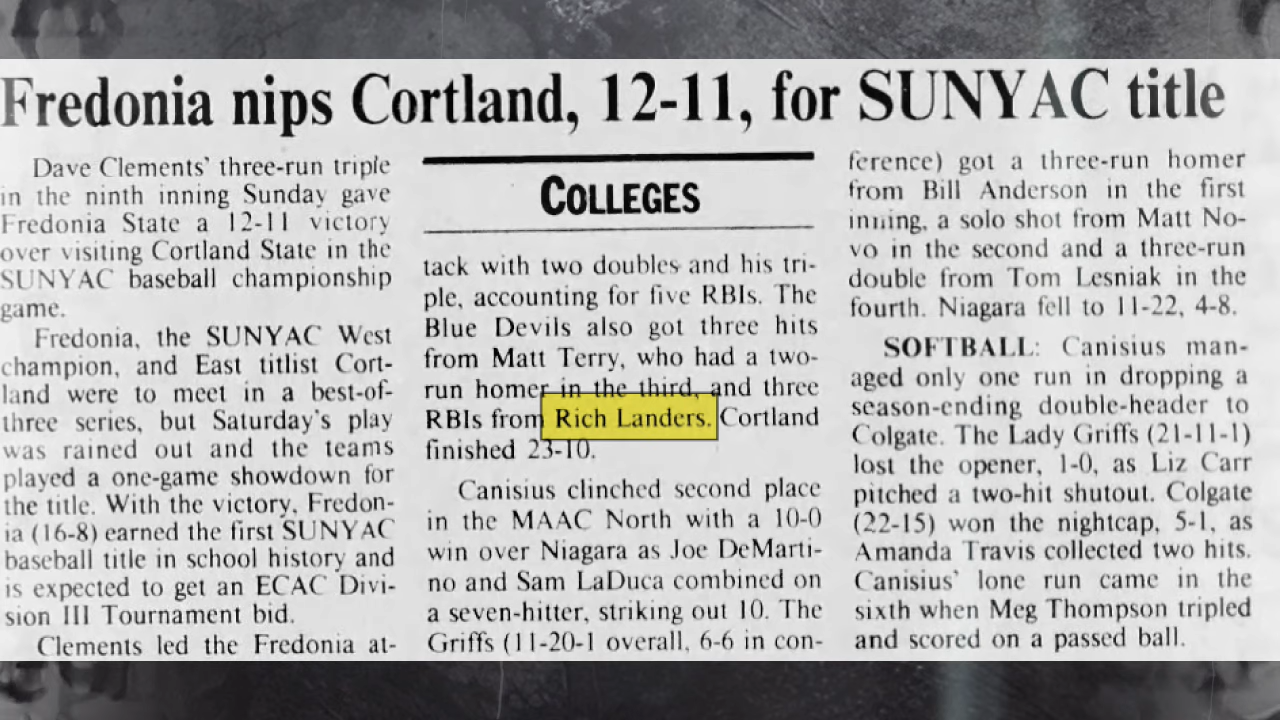 Fredonia nips Cortland, 12-11, for SUNYAC title
Dave Clements' three-run triple
in the ninth inning Sunday gave
Fredonia State a 12-11 victory
over visiting Cortland State in the
SUNYAC baseball championship
game.
Fredonia, the SUNYAC West
champion, and East titlist Cort-
land were to meet in a best-of-
three series, but Saturday's play
was rained out and the teams
played a one-game showdown for
the title. With the victory, Fredon-
ia (16-8) earned the first SUNYAC
baseball title in school history and
is expected to get an ECAC Divi-
sion III Tournament bid.
Clements led the Fredonia at-
COLLEGES
tack with two doubles and his tri-
ple, accounting for five RBIs. The
Blue Devils also got three hits
from Matt Terry, who had a two-
run homer in the third, and three
RBIs from Rich Landers. Cortland
finished 23-10.
Canisius clinched second place
in the MAAC North with a 10-0
win over Niagara as Joe DeMarti-
no and Sam LaDuca combined on
a seven-hitter, striking out 10. The
Griffs (11-20-1 overall, 6-6 in con-
ference) got a three-run homer
from Bill Anderson in the first
inning, a solo shot from Matt No-
vo in the second and a three-run
double from Tom Lesniak in the
fourth. Niagara fell to 11-22, 4-8.
SOFTBALL: Canisius man-
aged only one run in dropping a
season-ending double-header to
Colgate. The Lady Griffs (21-11-1)
lost the opener, 1-0, as Liz Carr
pitched a two-hit shutout. Colgate
(22-15) won the nightcap, 5-1, as
Amanda Travis collected two hits.
Canisius' lone run came in the
sixth when Meg Thompson tripled
and scored on a passed ball.